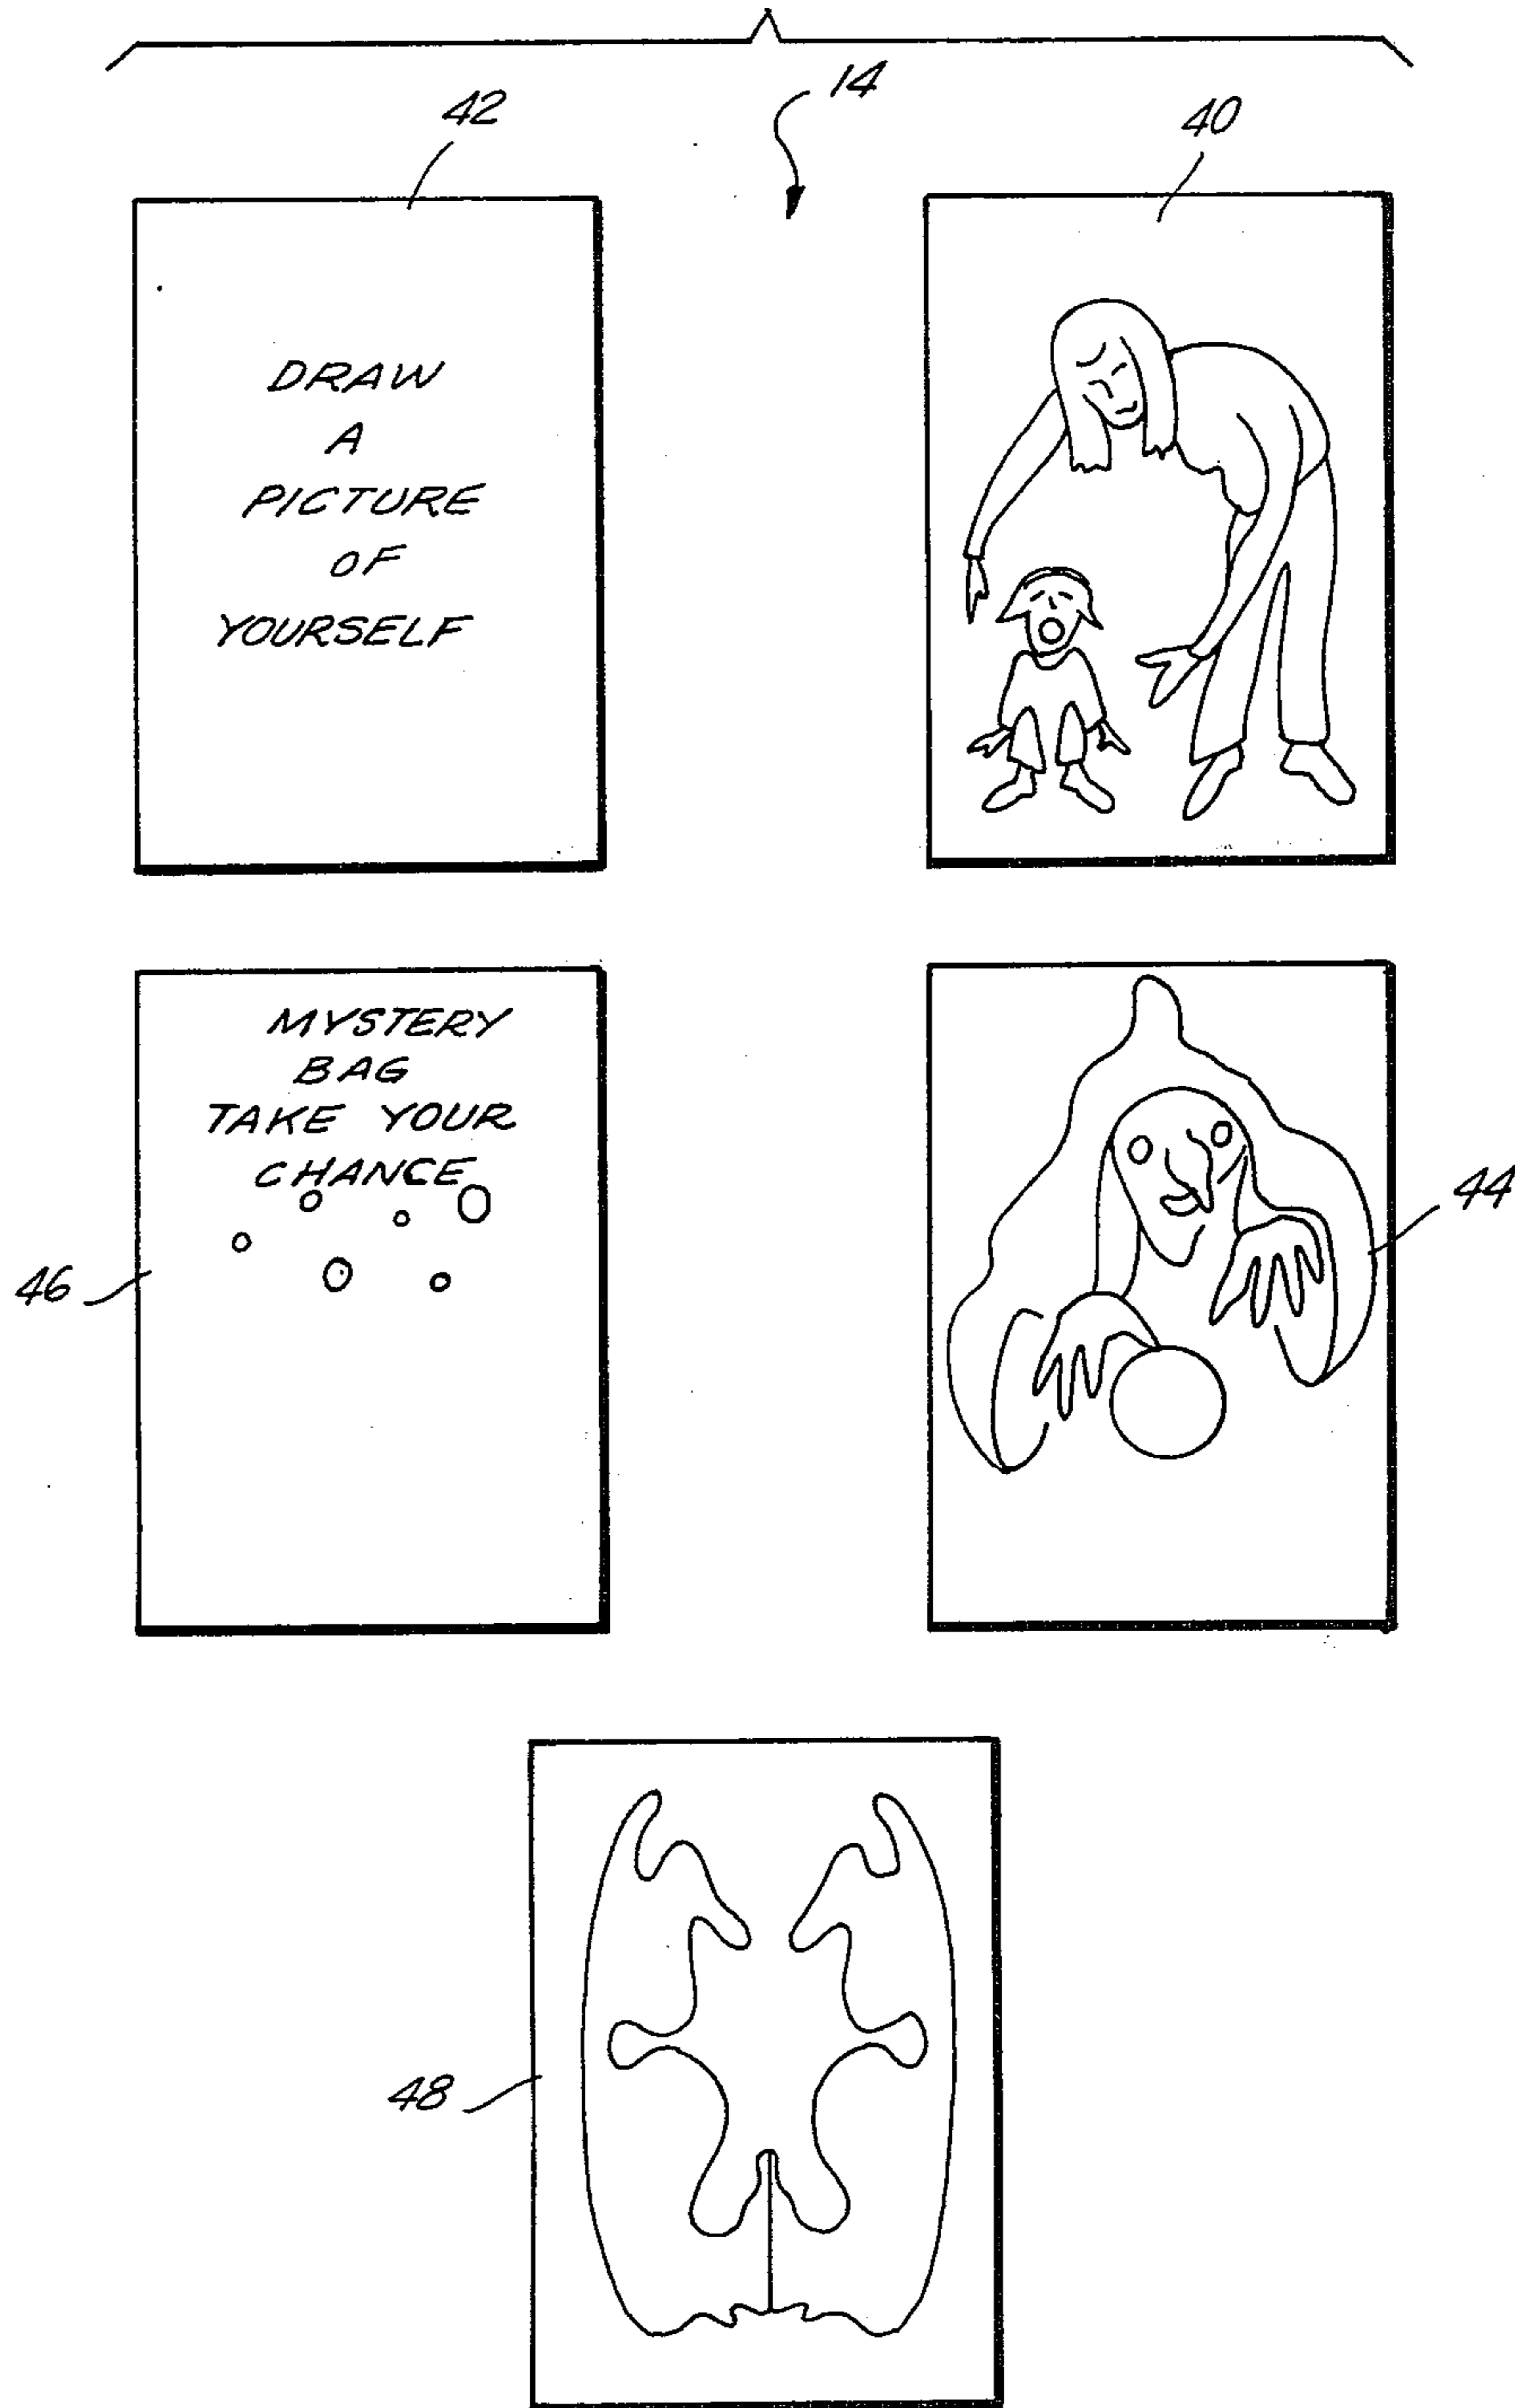 14
42
40
DRAW
A
PICTURE
OF
YOURSELF
MYSTERY
BAG
TAKE YOUR
CHANCE
46
44
48